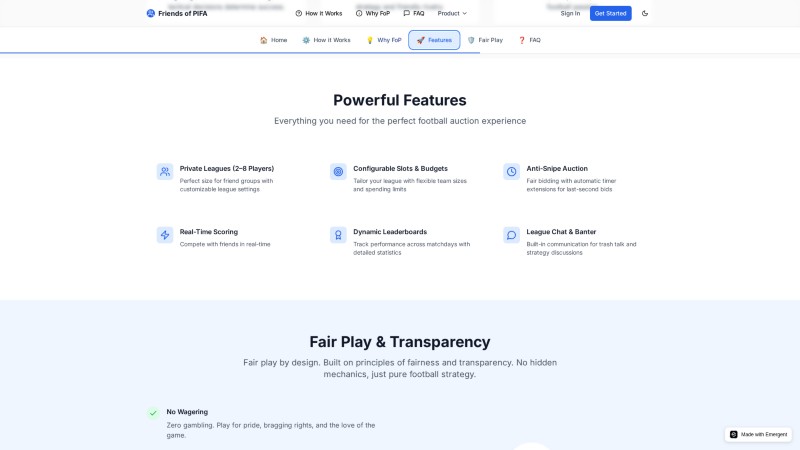 Friends of PIFA
How it Works
Why FoP
FAQ
Product
Sign In
Get Started
Home
How it Works
Why FoP
Features
Fair Play
FAQ
Powerful Features
Everything you need for the perfect football auction experience
Private Leagues (2–8 Players)
Perfect size for friend groups with
customizable league settings
Configurable Slots & Budgets
Tailor your league with flexible team sizes
and spending limits
Anti-Snipe Auction
Fair bidding with automatic timer
extensions for last-second bids
Real-Time Scoring
Compete with friends in real-time
Dynamic Leaderboards
Track performance across matchdays with
detailed statistics
League Chat & Banter
Built-in communication for trash talk and
strategy discussions
Fair Play & Transparency
Fair play by design. Built on principles of fairness and transparency. No hidden
mechanics, just pure football strategy.
No Wagering
Zero gambling. Play for pride, bragging rights, and the love of the
game.
Made with Emergent